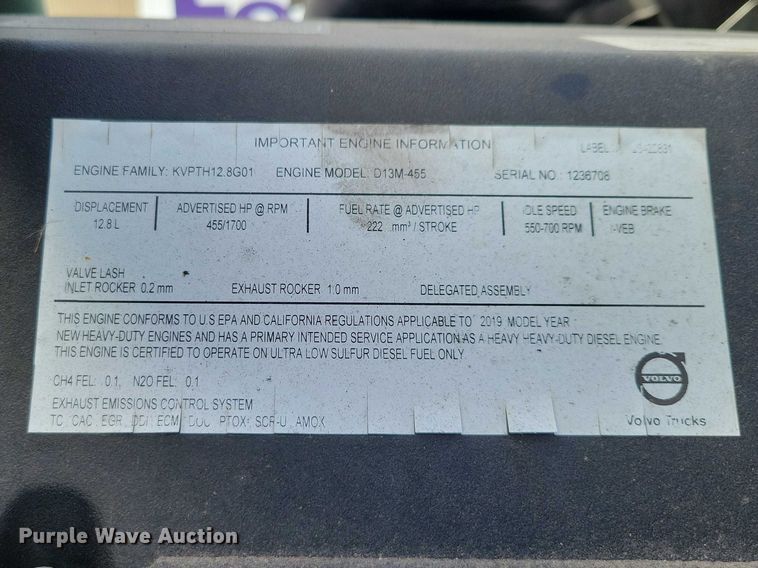 IMPORTANT ENGINE INFORMATION LABEL
ENGINE FAMILY: KVPTH12.8G01 ENGINE MODEL: D13M-455 SERIAL NO : 1236708
DISPLACEMENT ADVERTISED HP @ RPM FUEL RATE @ ADVERTISED HP IDLE SPEED ENGINE BRAKE
12.8 L 455/1700 222 mm³ / STROKE 550-700 RPM I-VEB
VALVE LASH
INLET ROCKER 0.2 mm EXHAUST ROCKER 1.0 mm DELEGATED ASSEMBLY
THIS ENGINE CONFORMS TO U.S EPA AND CALIFORNIA REGULATIONS APPLICABLE TO 2019 MODEL YEAR
NEW HEAVY-DUTY ENGINES AND HAS A PRIMARY INTENDED SERVICE APPLICATION AS A HEAVY HEAVY-DUTY DIESEL ENGINE.
THIS ENGINE IS CERTIFIED TO OPERATE ON ULTRA LOW SULFUR DIESEL FUEL ONLY.
CH4 FEL: 0.1, N2O FEL: 0.1
VOLVO
EXHAUST EMISSIONS CONTROL SYSTEM
TC, CAC, EGR, DDI, ECM, DOC, PTOX, SCR-U, AMOX
Volvo Trucks
Purple Wave Auction